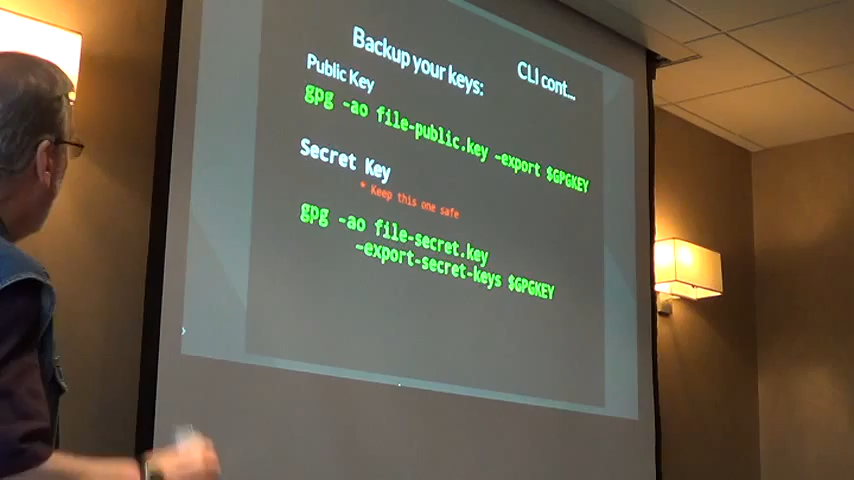 Backup your keys:
CLI cont...
Public Key
gpg -ao file-public.key -export $GPGKEY
Secret Key
* Keep this one safe
gpg -ao file-secret.key
-export-secret-keys $GPGKEY